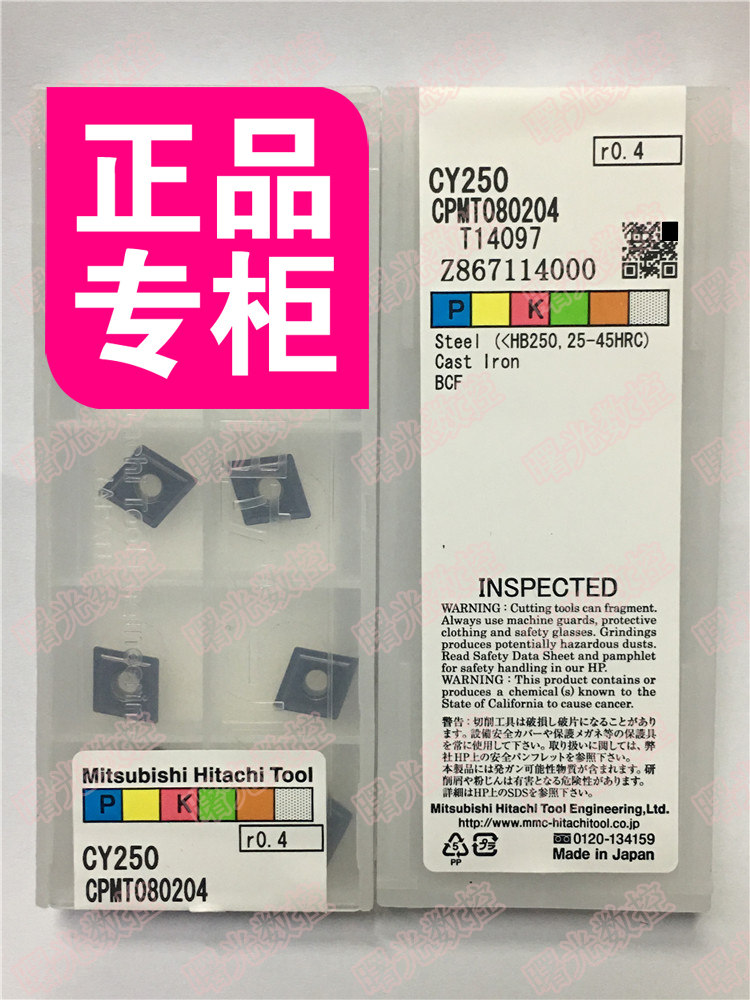 正品
专柜
Mitsubishi Hitachi Tool
P K
r0.4
CY250
CPMT080204
r0.4
CY250
CPMT080204
T14097
Z867114000
P K
Steel (<HB250,25-45HRC)
Cast Iron
BCF
INSPECTED
WARNING : Cutting tools can fragment.
Always use machine guards, protective
clothing and safety glasses. Grindings
produces potentially hazardous dusts.
Read Safety Data Sheet and pamphlet
for safety handling in our HP.
WARNING : This product contains or
produces a chemical(s) known to the
State of California to cause cancer.
警告:切削工具は破損し破片になることがあり
ます。設備安全カバーや保護メガネ等の保護具
を常に使用して下さい。取り扱いに関しては、弊
社HP上の安全パンフレットを参照下さい。
本製品には発ガン可能性物質が含まれます。研
削屑や粉じんは有害となる危険性があります。
詳細はHP上のSDSを参照下さい。
Mitsubishi Hitachi Tool Engineering,Ltd.
http://www.mmc-hitachitool.co.jp
5
PP
プラ
0120-134159
Made in Japan
曙光数控